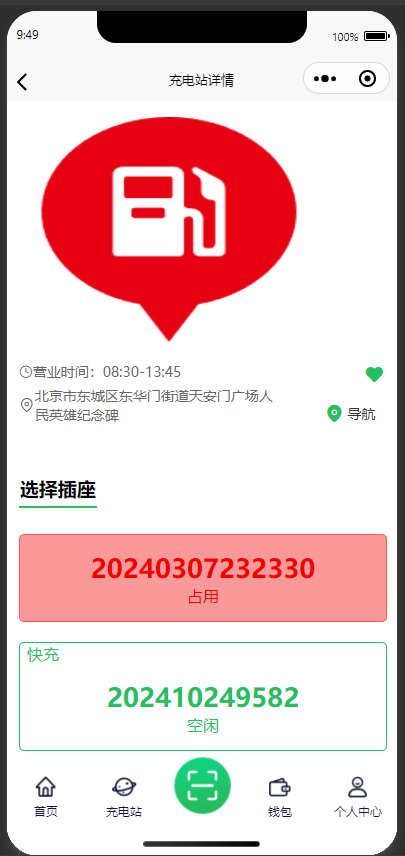 9:49
100%
充电站详情
营业时间：08:30-13:45
北京市东城区东华门街道天安门广场人
民英雄纪念碑
导航
选择插座
20240307232330
占用
快充
202410249582
空闲
首页
充电站
钱包
个人中心